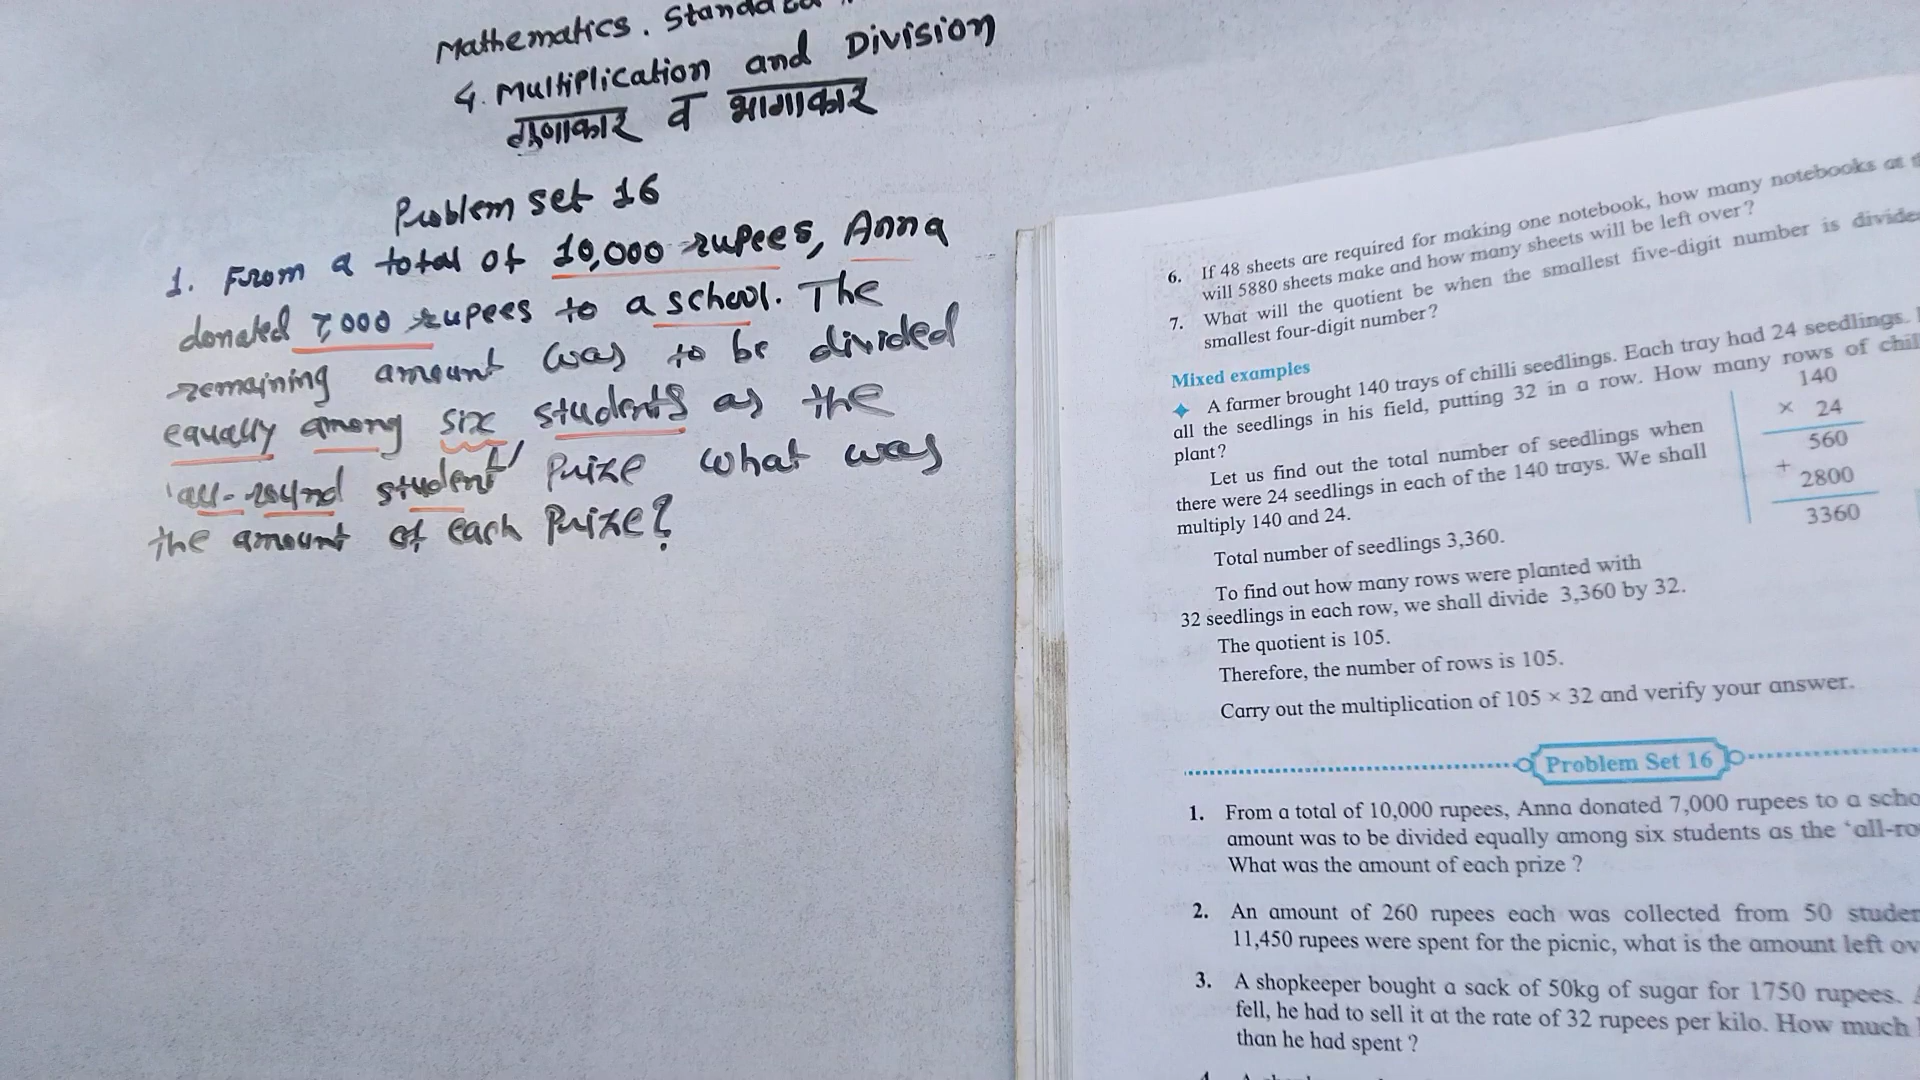 Mathematics. Standard
4. Multiplication and Division
गुणाकार व भागाकार
Problem set 16
1. From a total of 10,000 rupees, Anna
donated 7,000 rupees to a school. The
remaining amount was to be divided
equally among six students as the
'all-round student' prize what was
the amount of each prize?
6. If 48 sheets are required for making one notebook, how many notebooks at
will 5880 sheets make and how many sheets will be left over?
7. What will the quotient be when the smallest five-digit number is divide
smallest four-digit number?
Mixed examples
A farmer brought 140 trays of chilli seedlings. Each tray had 24 seedlings.
all the seedlings in his field, putting 32 in a row. How many rows of chil
plant?
Let us find out the total number of seedlings when
there were 24 seedlings in each of the 140 trays. We shall
multiply 140 and 24.
Total number of seedlings 3,360.
To find out how many rows were planted with
32 seedlings in each row, we shall divide 3,360 by 32.
The quotient is 105.
Therefore, the number of rows is 105.
Carry out the multiplication of 105 × 32 and verify your answer.
140
× 24
560
+
2800
3360
Problem Set 16
1. From a total of 10,000 rupees, Anna donated 7,000 rupees to a scho
amount was to be divided equally among six students as the 'all-ro
What was the amount of each prize ?
2. An amount of 260 rupees each was collected from 50 studen
11,450 rupees were spent for the picnic, what is the amount left ov
3. A shopkeeper bought a sack of 50kg of sugar for 1750 rupees.
fell, he had to sell it at the rate of 32 rupees per kilo. How much
than he had spent ?